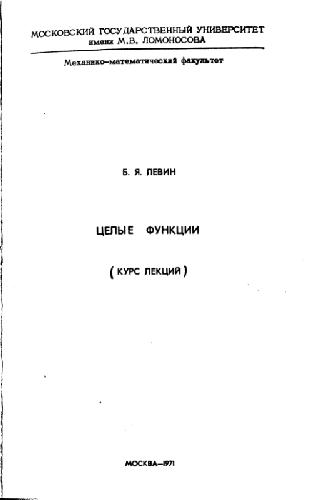 МОСКОВСКИЙ ГОСУДАРСТВЕННЫЙ УНИВЕРСИТЕТ
имени М.В. ЛОМОНОСОВА
Механико-математический факультет
Б. Я. ЛЕВИН
ЦЕЛЫЕ ФУНКЦИИ
(КУРС ЛЕКЦИЙ)
МОСКВА—1971